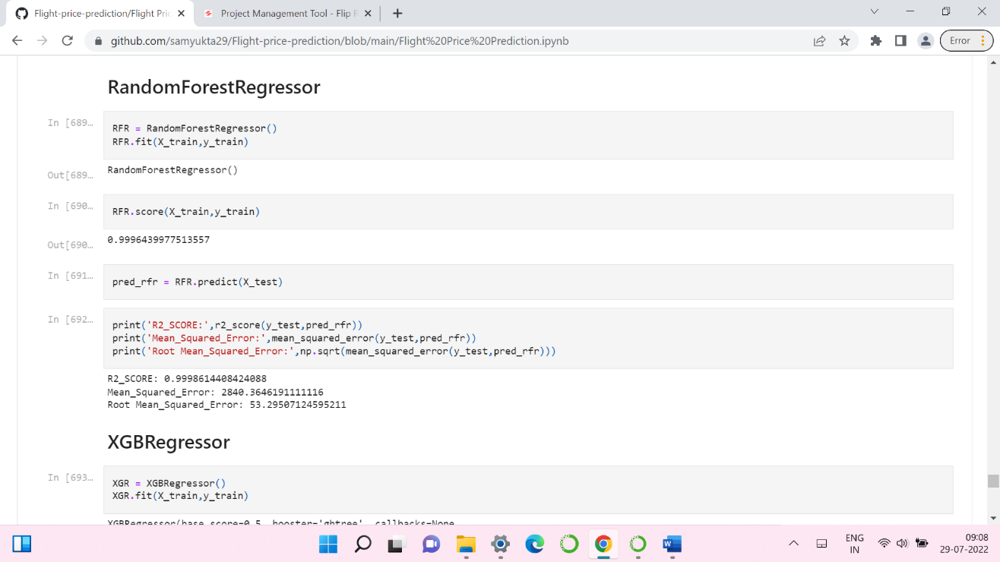 Flight-price-prediction/Flight Pric
Project Management Tool - Flip R
github.com/samyukta29/Flight-price-prediction/blob/main/Flight%20Price%20Prediction.ipynb
Error
RandomForestRegressor
In [689...
RFR = RandomForestRegressor()
RFR.fit(X_train,y_train)
Out[689...
RandomForestRegressor()
In [690...
RFR.score(X_train,y_train)
Out[690...
0.9996439977513557
In [691...
pred_rfr = RFR.predict(X_test)
In [692...
print('R2_SCORE:',r2_score(y_test,pred_rfr))
print('Mean_Squared_Error:',mean_squared_error(y_test,pred_rfr))
print('Root Mean_Squared_Error:',np.sqrt(mean_squared_error(y_test,pred_rfr)))
R2_SCORE: 0.9998614408424088
Mean_Squared_Error: 2840.3646191111116
Root Mean_Squared_Error: 53.29507124595211
XGBRegressor
In [693...
XGR = XGBRegressor()
XGR.fit(X_train,y_train)
XGBRegressor(base_score=0.5, booster='gbtree', callbacks=None,
ENG
IN
09:08
29-07-2022